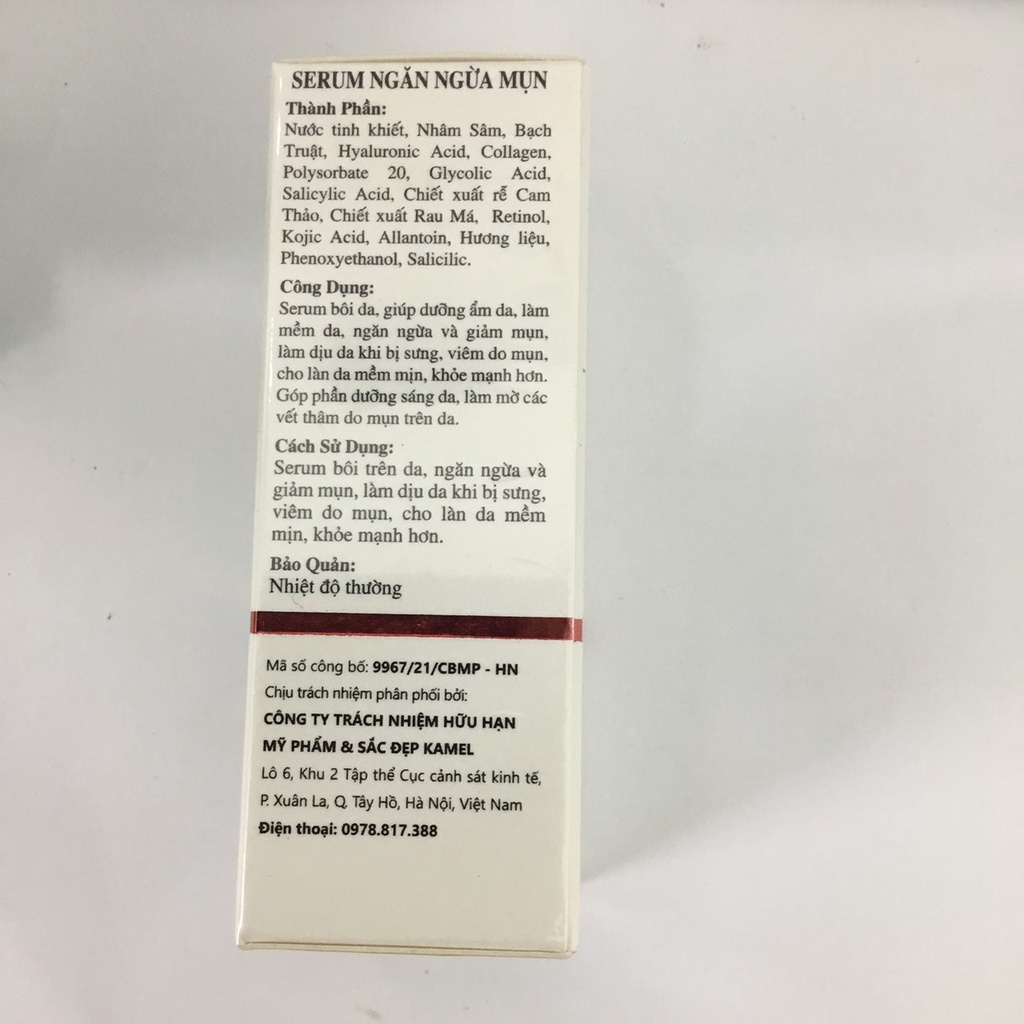 SERUM NGĂN NGỪA MỤN
Thành Phần:
Nước tinh khiết, Nhâm Sâm, Bạch
Truật, Hyaluronic Acid, Collagen,
Polysorbate 20, Glycolic Acid,
Salicylic Acid, Chiết xuất rễ Cam
Thảo, Chiết xuất Rau Má, Retinol,
Kojic Acid, Allantoin, Hương liệu,
Phenoxyethanol, Salicilic.
Công Dụng:
Serum bôi da, giúp dưỡng ẩm da, làm
mềm da, ngăn ngừa và giảm mụn,
làm dịu da khi bị sưng, viêm do mụn,
cho làn da mềm mịn, khỏe mạnh hơn.
Góp phần dưỡng sáng da, làm mờ các
vết thâm do mụn trên da.
Cách Sử Dụng:
Serum bôi trên da, ngăn ngừa và
giảm mụn, làm dịu da khi bị sưng,
viêm do mụn, cho làn da mềm
mịn, khỏe mạnh hơn.
Bảo Quản:
Nhiệt độ thường
Mã số công bố: 9967/21/CBMP - HN
Chịu trách nhiệm phân phối bởi:
CÔNG TY TRÁCH NHIỆM HỮU HẠN
MỸ PHẨM & SẮC ĐẸP KAMEL
Lô 6, Khu 2 Tập thể Cục cảnh sát kinh tế,
P. Xuân La, Q. Tây Hồ, Hà Nội, Việt Nam
Điện thoại: 0978.817.388